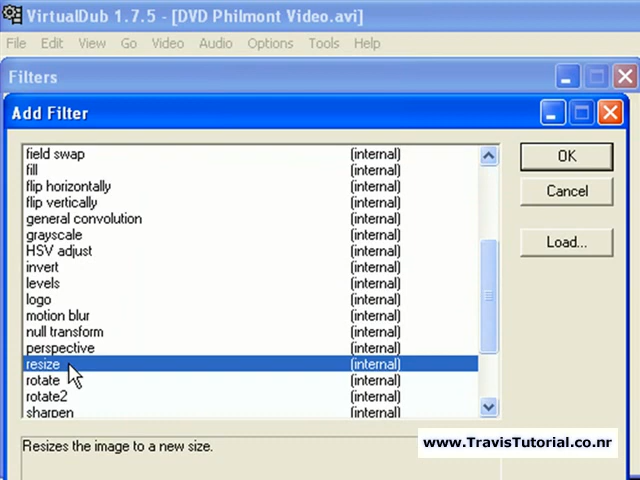 VirtualDub 1.7.5 - [DVD Philmont Video.avi]
File Edit View Go Video Audio Options Tools Help
Filters
Add Filter
field swap (internal)
fill (internal)
flip horizontally (internal)
flip vertically (internal)
general convolution (internal)
grayscale (internal)
HSV adjust (internal)
invert (internal)
levels (internal)
logo (internal)
motion blur (internal)
null transform (internal)
perspective (internal)
resize (internal)
rotate (internal)
rotate2 (internal)
sharpen (internal)
OK
Cancel
Load...
Resizes the image to a new size.
www.TravisTutorial.co.nr